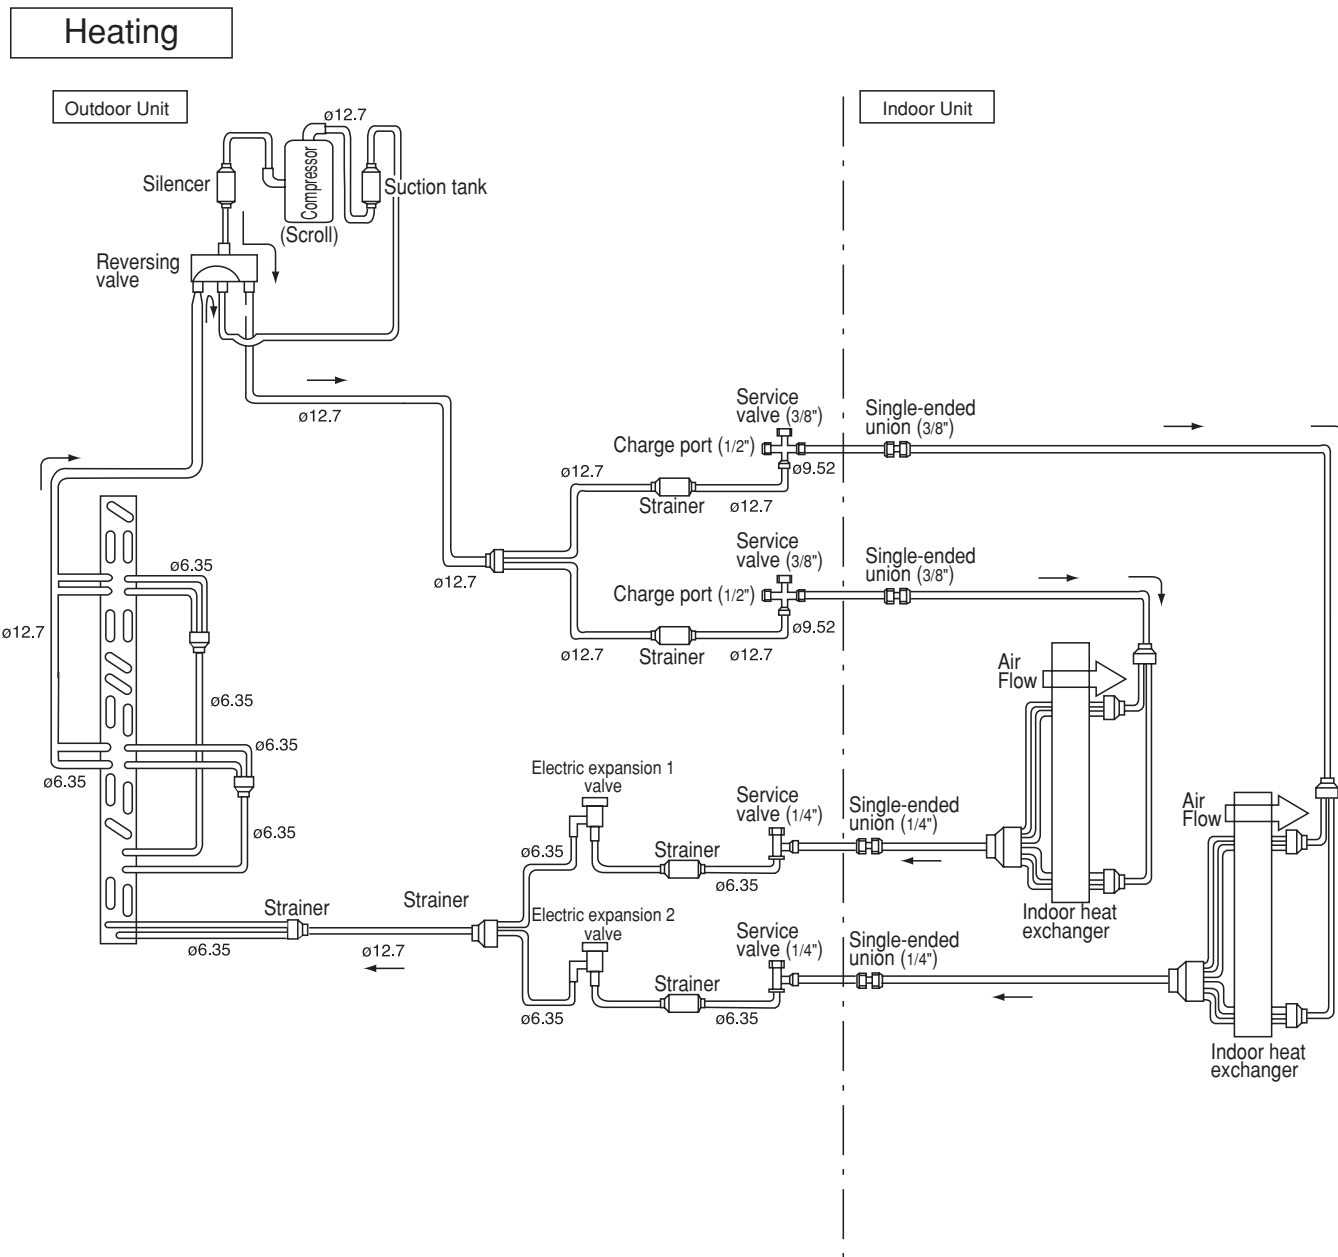 Heating
Outdoor Unit
Indoor Unit
ø12.7
Silencer
Compressor
Suction tank
(Scroll)
Reversing
valve
ø12.7
Service
valve (3/8")
Single-ended
union (3/8")
Charge port (1/2")
ø12.7
ø9.52
Strainer
ø12.7
Service
valve (3/8")
Single-ended
union (3/8")
ø6.35
ø12.7
Charge port (1/2")
ø12.7
ø9.52
ø12.7
Strainer
ø12.7
Air
Flow
ø6.35
ø6.35
ø6.35
Electric expansion 1
valve
Service
valve (1/4")
Single-ended
union (1/4")
Air
Flow
ø6.35
ø6.35
Strainer
ø6.35
Strainer
Strainer
Electric expansion 2
valve
Indoor heat
exchanger
ø6.35
ø12.7
Service
valve (1/4")
Single-ended
union (1/4")
Strainer
ø6.35
ø6.35
Indoor heat
exchanger